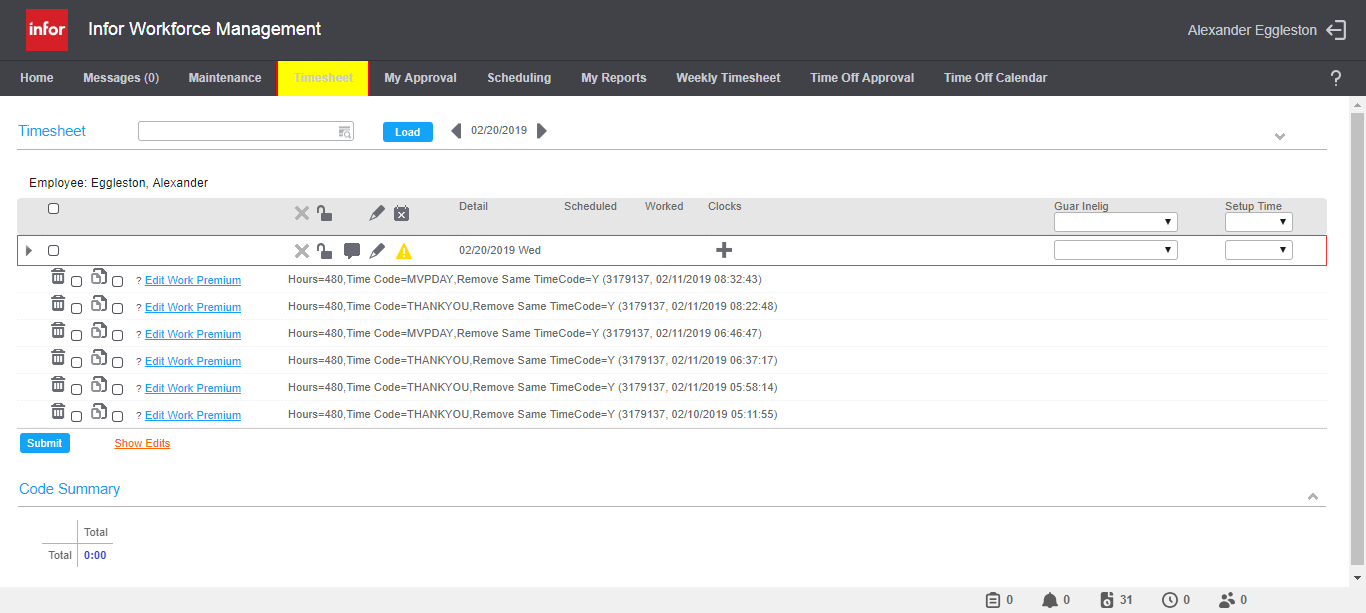 infor Infor Workforce Management Alexander Eggleston
Home Messages (0) Maintenance Timesheet My Approval Scheduling My Reports Weekly Timesheet Time Off Approval Time Off Calendar ?
Timesheet Load 02/20/2019
Employee: Eggleston, Alexander
Detail Scheduled Worked Clocks Guar Inelig Setup Time
02/20/2019 Wed
? Edit Work Premium Hours=480,Time Code=MVPDAY,Remove Same TimeCode=Y (3179137, 02/11/2019 08:32:43)
? Edit Work Premium Hours=480,Time Code=THANKYOU,Remove Same TimeCode=Y (3179137, 02/11/2019 08:22:48)
? Edit Work Premium Hours=480,Time Code=MVPDAY,Remove Same TimeCode=Y (3179137, 02/11/2019 06:46:47)
? Edit Work Premium Hours=480,Time Code=THANKYOU,Remove Same TimeCode=Y (3179137, 02/11/2019 06:37:17)
? Edit Work Premium Hours=480,Time Code=THANKYOU,Remove Same TimeCode=Y (3179137, 02/11/2019 05:58:14)
? Edit Work Premium Hours=480,Time Code=THANKYOU,Remove Same TimeCode=Y (3179137, 02/10/2019 05:11:55)
Submit Show Edits
Code Summary
Total
Total 0:00
0 0 31 0 0